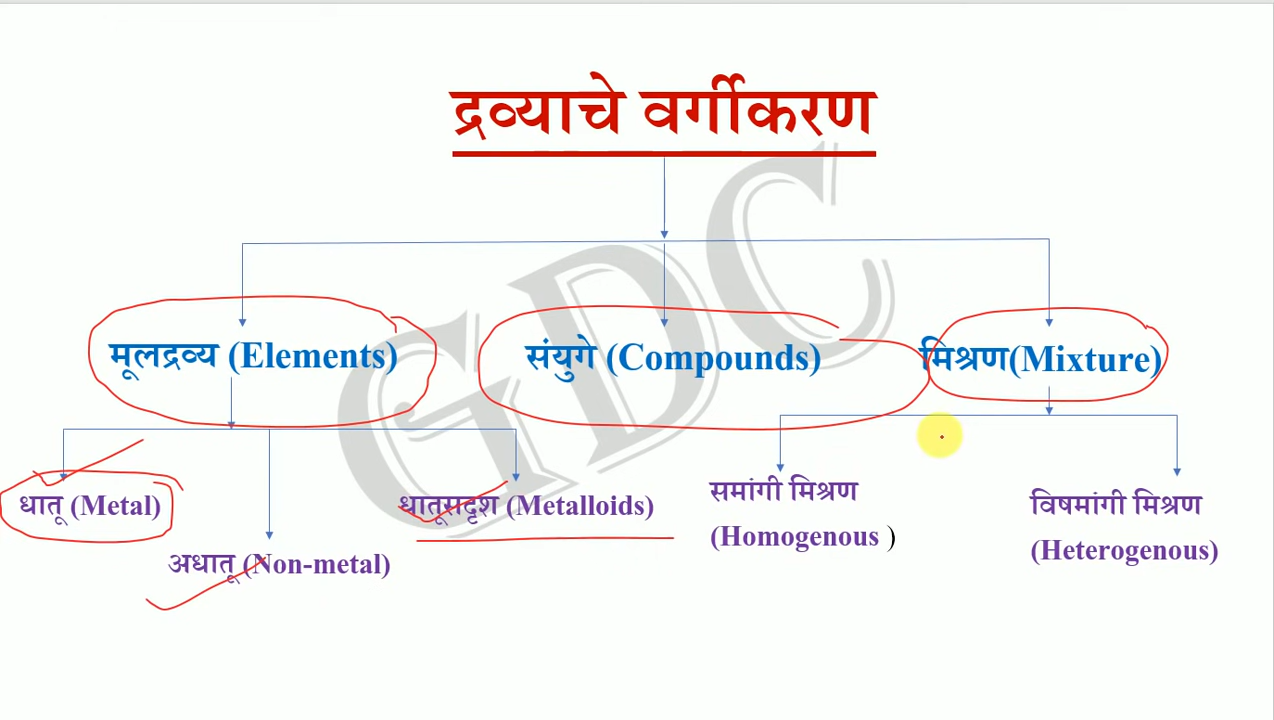 द्रव्याचे वर्गीकरण
GDC
मूलद्रव्य (Elements)
संयुगे (Compounds)
मिश्रण(Mixture)
धातू (Metal)
अधातू (Non-metal)
धातूसदृश (Metalloids)
समांगी मिश्रण
(Homogenous )
विषमांगी मिश्रण
(Heterogenous)